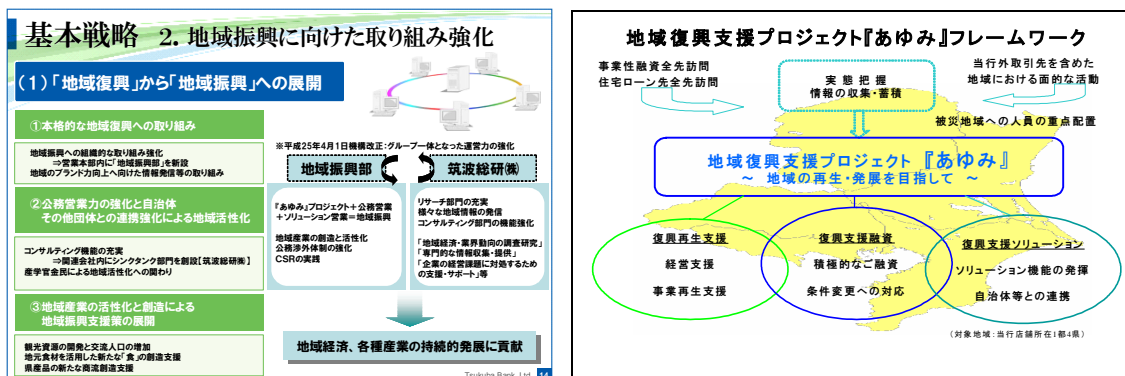 基本戦略 2. 地域振興に向けた取り組み強化
(1)「地域復興」から「地域振興」への展開
①本格的な地域復興への取り組み
地域振興への組織的な取り組み強化
⇒営業本部内に「地域振興部」を新設
地域のブランド力向上へ向けた情報発信等の取り組み
②公務営業力の強化と自治体
その他団体との連携強化による地域活性化
コンサルティング機能の充実
⇒関連会社内にシンクタンク部門を創設【筑波総研㈱】
産学官金民による地域活性化への関わり
③地域産業の活性化と創造による
地域振興支援策の展開
観光資源の開発と交流人口の増加
地元食材を活用した新たな「食」の創造支援
県産品の新たな商流創造支援
※平成25年4月1日機構改正:グループ一体となった運営力の強化
地域振興部
筑波総研㈱
『あゆみ』プロジェクト+公務営業
+ソリューション営業=地域振興
地域産業の創造と活性化
公務渉外体制の強化
CSRの実践
リサーチ部門の充実
様々な地域情報の発信
コンサルティング部門の機能強化
「地域経済・業界動向の調査研究」
「専門的な情報収集・提供」
「企業の経営課題に対処するため
の支援・サポート」等
地域経済、各種産業の持続的発展に貢献
Tsukuba Bank, Ltd. 14
地域復興支援プロジェクト『あゆみ』フレームワーク
事業性融資全先訪問
住宅ローン先全訪問
実態把握
情報の収集・蓄積
当行外取引先を含めた
地域における面的な活動
被災地域への人員の重点配置
地域復興支援プロジェクト『あゆみ』
~ 地域の再生・発展を目指して ~
復興再生支援
経営支援
事業再生支援
復興支援融資
積極的なご融資
条件変更への対応
復興支援ソリューション
ソリューション機能の発揮
自治体等との連携
(対象地域:当行店舗所在1都4県)